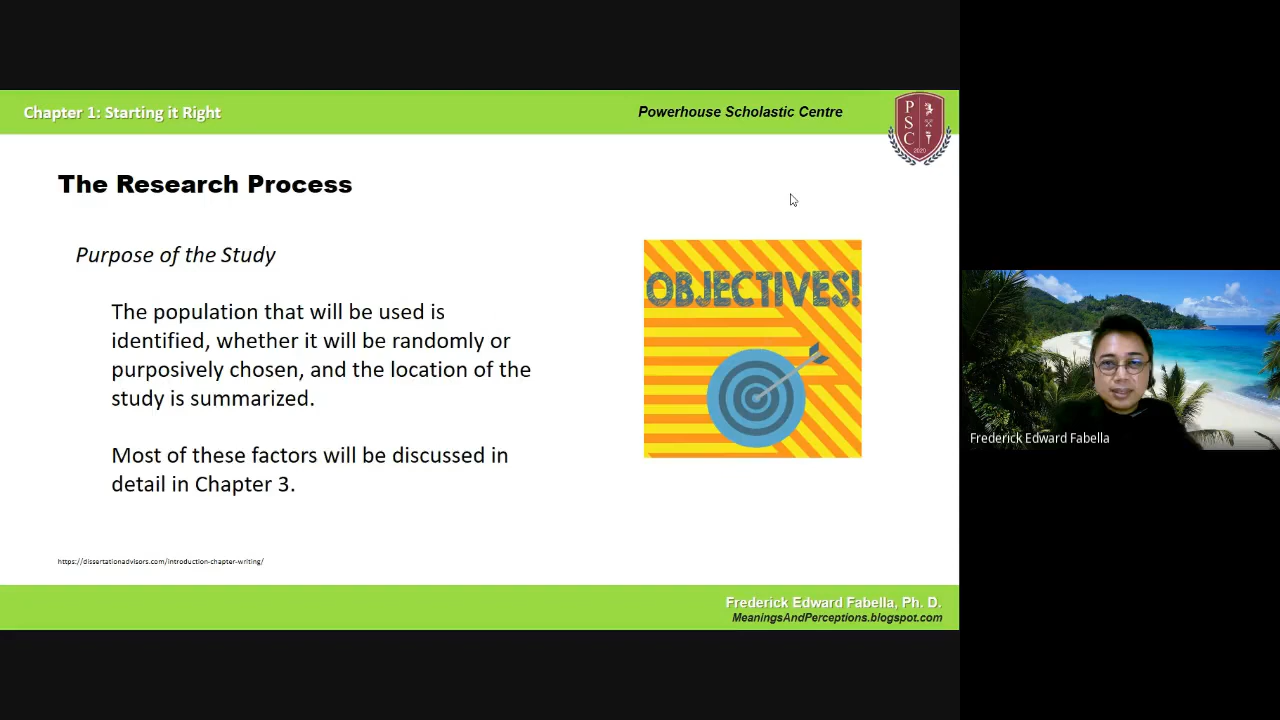 Chapter 1: Starting it Right
Powerhouse Scholastic Centre
P
S
C
2020
The Research Process
Purpose of the Study
The population that will be used is
identified, whether it will be randomly or
purposively chosen, and the location of the
study is summarized.
Most of these factors will be discussed in
detail in Chapter 3.
OBJECTIVES!
https://dissertationadvisors.com/introduction-chapter-writing/
Frederick Edward Fabella, Ph. D.
MeaningsAndPerceptions.blogspot.com
Frederick Edward Fabella